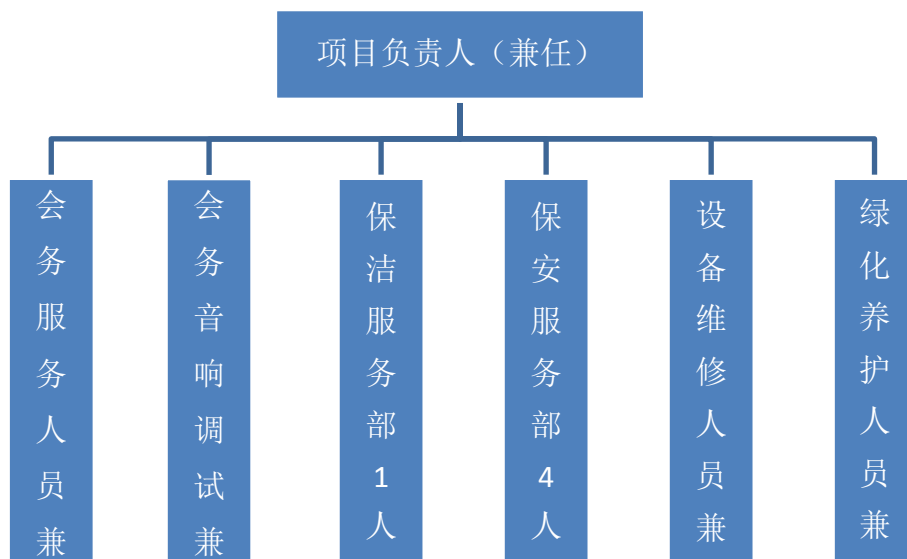 项目负责人（兼任）
会务服务人员兼
会务音响调试兼
保洁服务部1人
保安服务部4人
设备维修人员兼
绿化养护人员兼